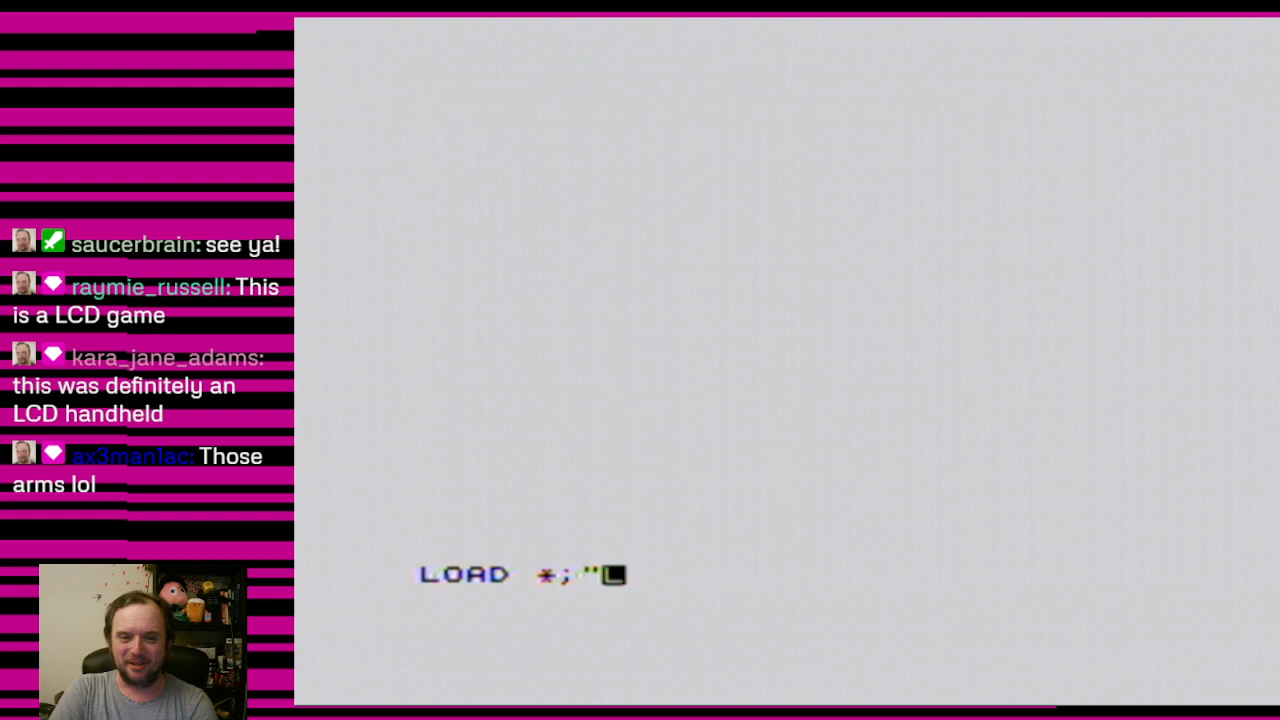 saucerbrain: see ya!
raymie_russell: This
is a LCD game
kara_jane_adams:
this was definitely an
LCD handheld
ax3man1ac: Those
arms lol
LOAD *;"L